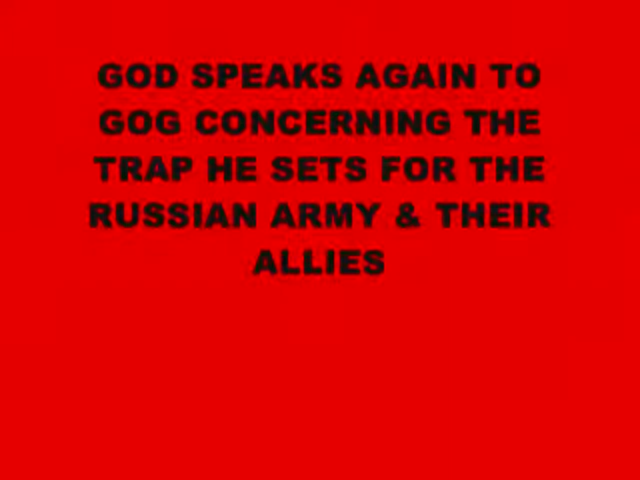 GOD SPEAKS AGAIN TO
GOG CONCERNING THE
TRAP HE SETS FOR THE
RUSSIAN ARMY & THEIR
ALLIES